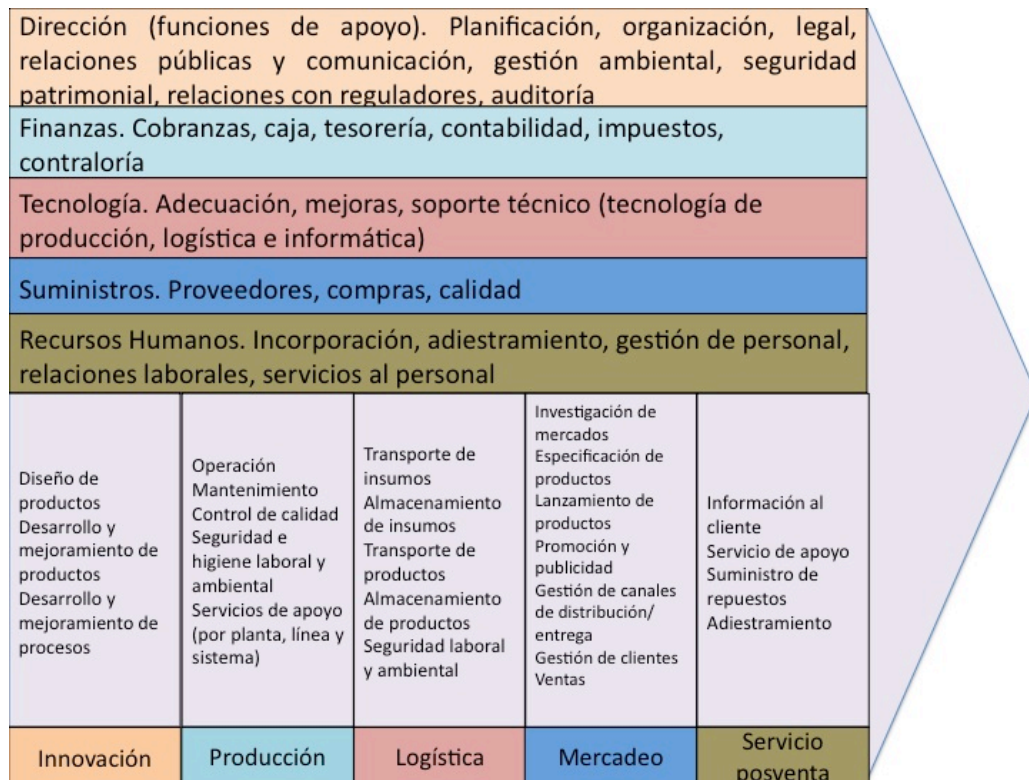 Dirección (funciones de apoyo). Planificación, organización, legal,
relaciones públicas y comunicación, gestión ambiental, seguridad
patrimonial, relaciones con reguladores, auditoría
Finanzas. Cobranzas, caja, tesorería, contabilidad, impuestos,
contraloría
Tecnología. Adecuación, mejoras, soporte técnico (tecnología de
producción, logística e informática)
Suministros. Proveedores, compras, calidad
Recursos Humanos. Incorporación, adiestramiento, gestión de personal,
relaciones laborales, servicios al personal
Diseño de
productos
Desarrollo y
mejoramiento de
productos
Desarrollo y
mejoramiento de
procesos
Operación
Mantenimiento
Control de calidad
Seguridad e
higiene laboral y
ambiental
Servicios de apoyo
(por planta, línea y
sistema)
Transporte de
insumos
Almacenamiento
de insumos
Transporte de
productos
Almacenamiento
de productos
Seguridad laboral
y ambiental
Investigación de
mercados
Especificación de
productos
Lanzamiento de
productos
Promoción y
publicidad
Gestión de canales
de distribución/
entrega
Gestión de clientes
Ventas
Información al
cliente
Servicio de apoyo
Suministro de
repuestos
Adiestramiento
Innovación
Producción
Logística
Mercadeo
Servicio
posventa